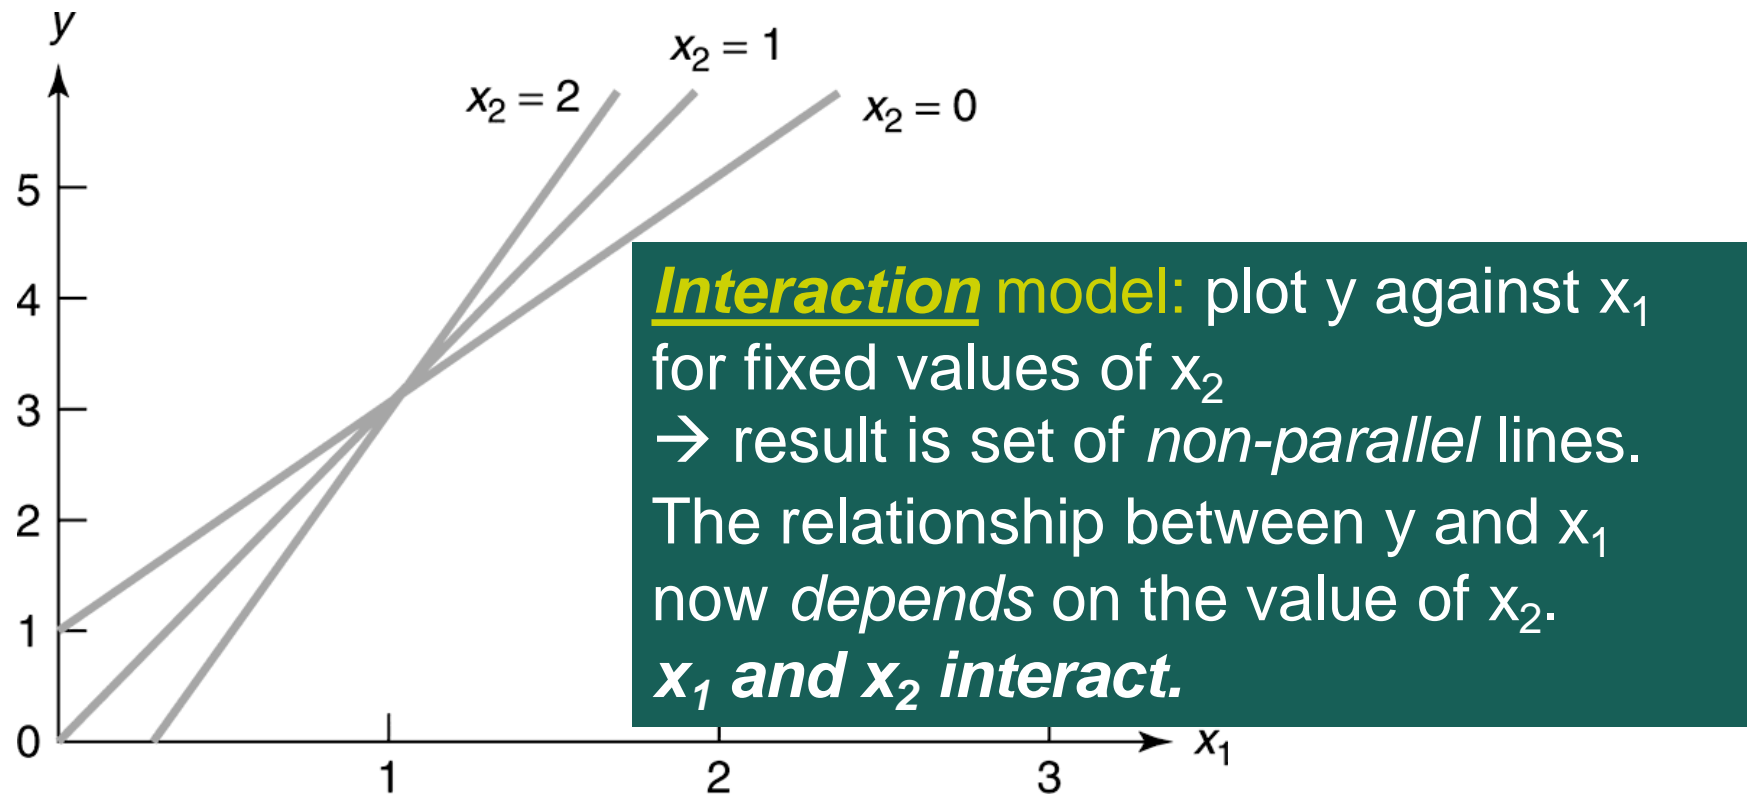 y
x₂ = 1
x₂ = 2
x₂ = 0
5
4
3
2
1
0
Interaction model: plot y against x₁
for fixed values of x₂
→ result is set of non-parallel lines.
The relationship between y and x₁
now depends on the value of x₂.
x₁ and x₂ interact.
x₁
1 2 3